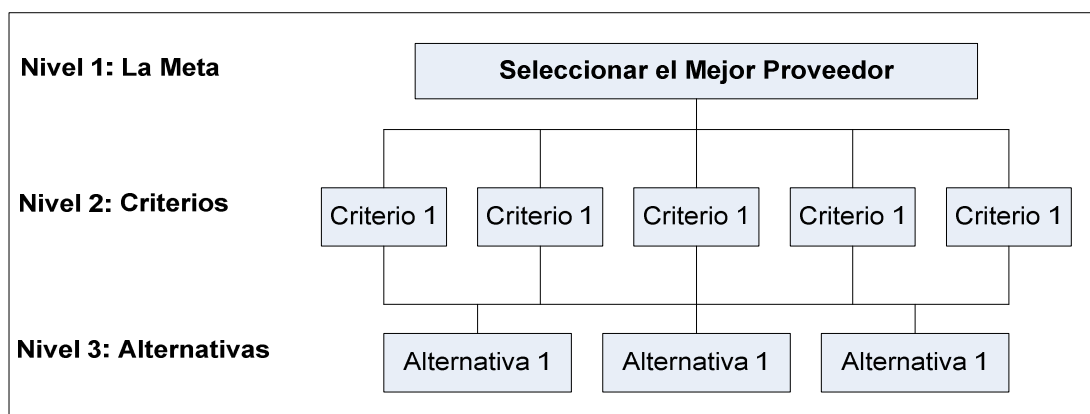 Nivel 1: La Meta
Seleccionar el Mejor Proveedor
Nivel 2: Criterios
Criterio 1
Criterio 1
Criterio 1
Criterio 1
Criterio 1
Nivel 3: Alternativas
Alternativa 1
Alternativa 1
Alternativa 1